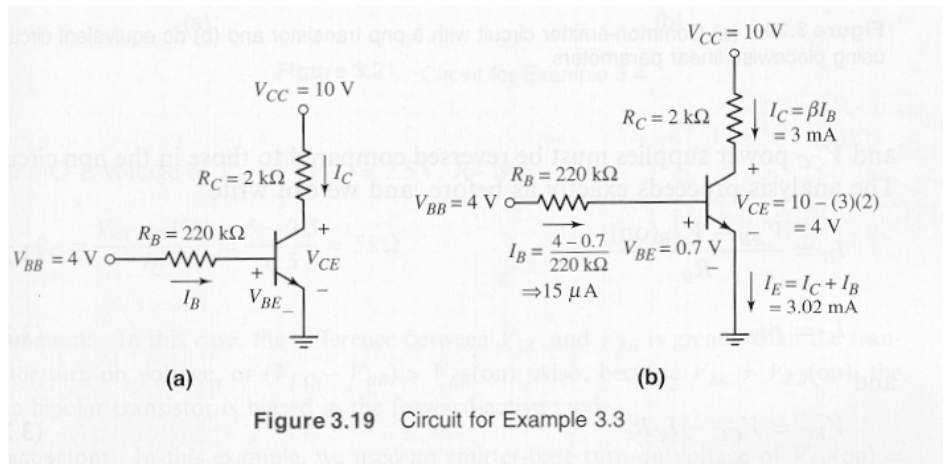 V_CC = 10 V
R_C = 2 kΩ
I_C
R_B = 220 kΩ
V_BB = 4 V
I_B
+
V_BE
−
+
V_CE
−
(a)
V_CC = 10 V
R_C = 2 kΩ
I_C = βI_B
= 3 mA
R_B = 220 kΩ
V_BB = 4 V
I_B = 4 – 0.7 / 220 kΩ
⇒15 μA
+
V_BE = 0.7 V
−
+
V_CE = 10 – (3)(2)
= 4 V
−
I_E = I_C + I_B
= 3.02 mA
(b)
Figure 3.19 Circuit for Example 3.3